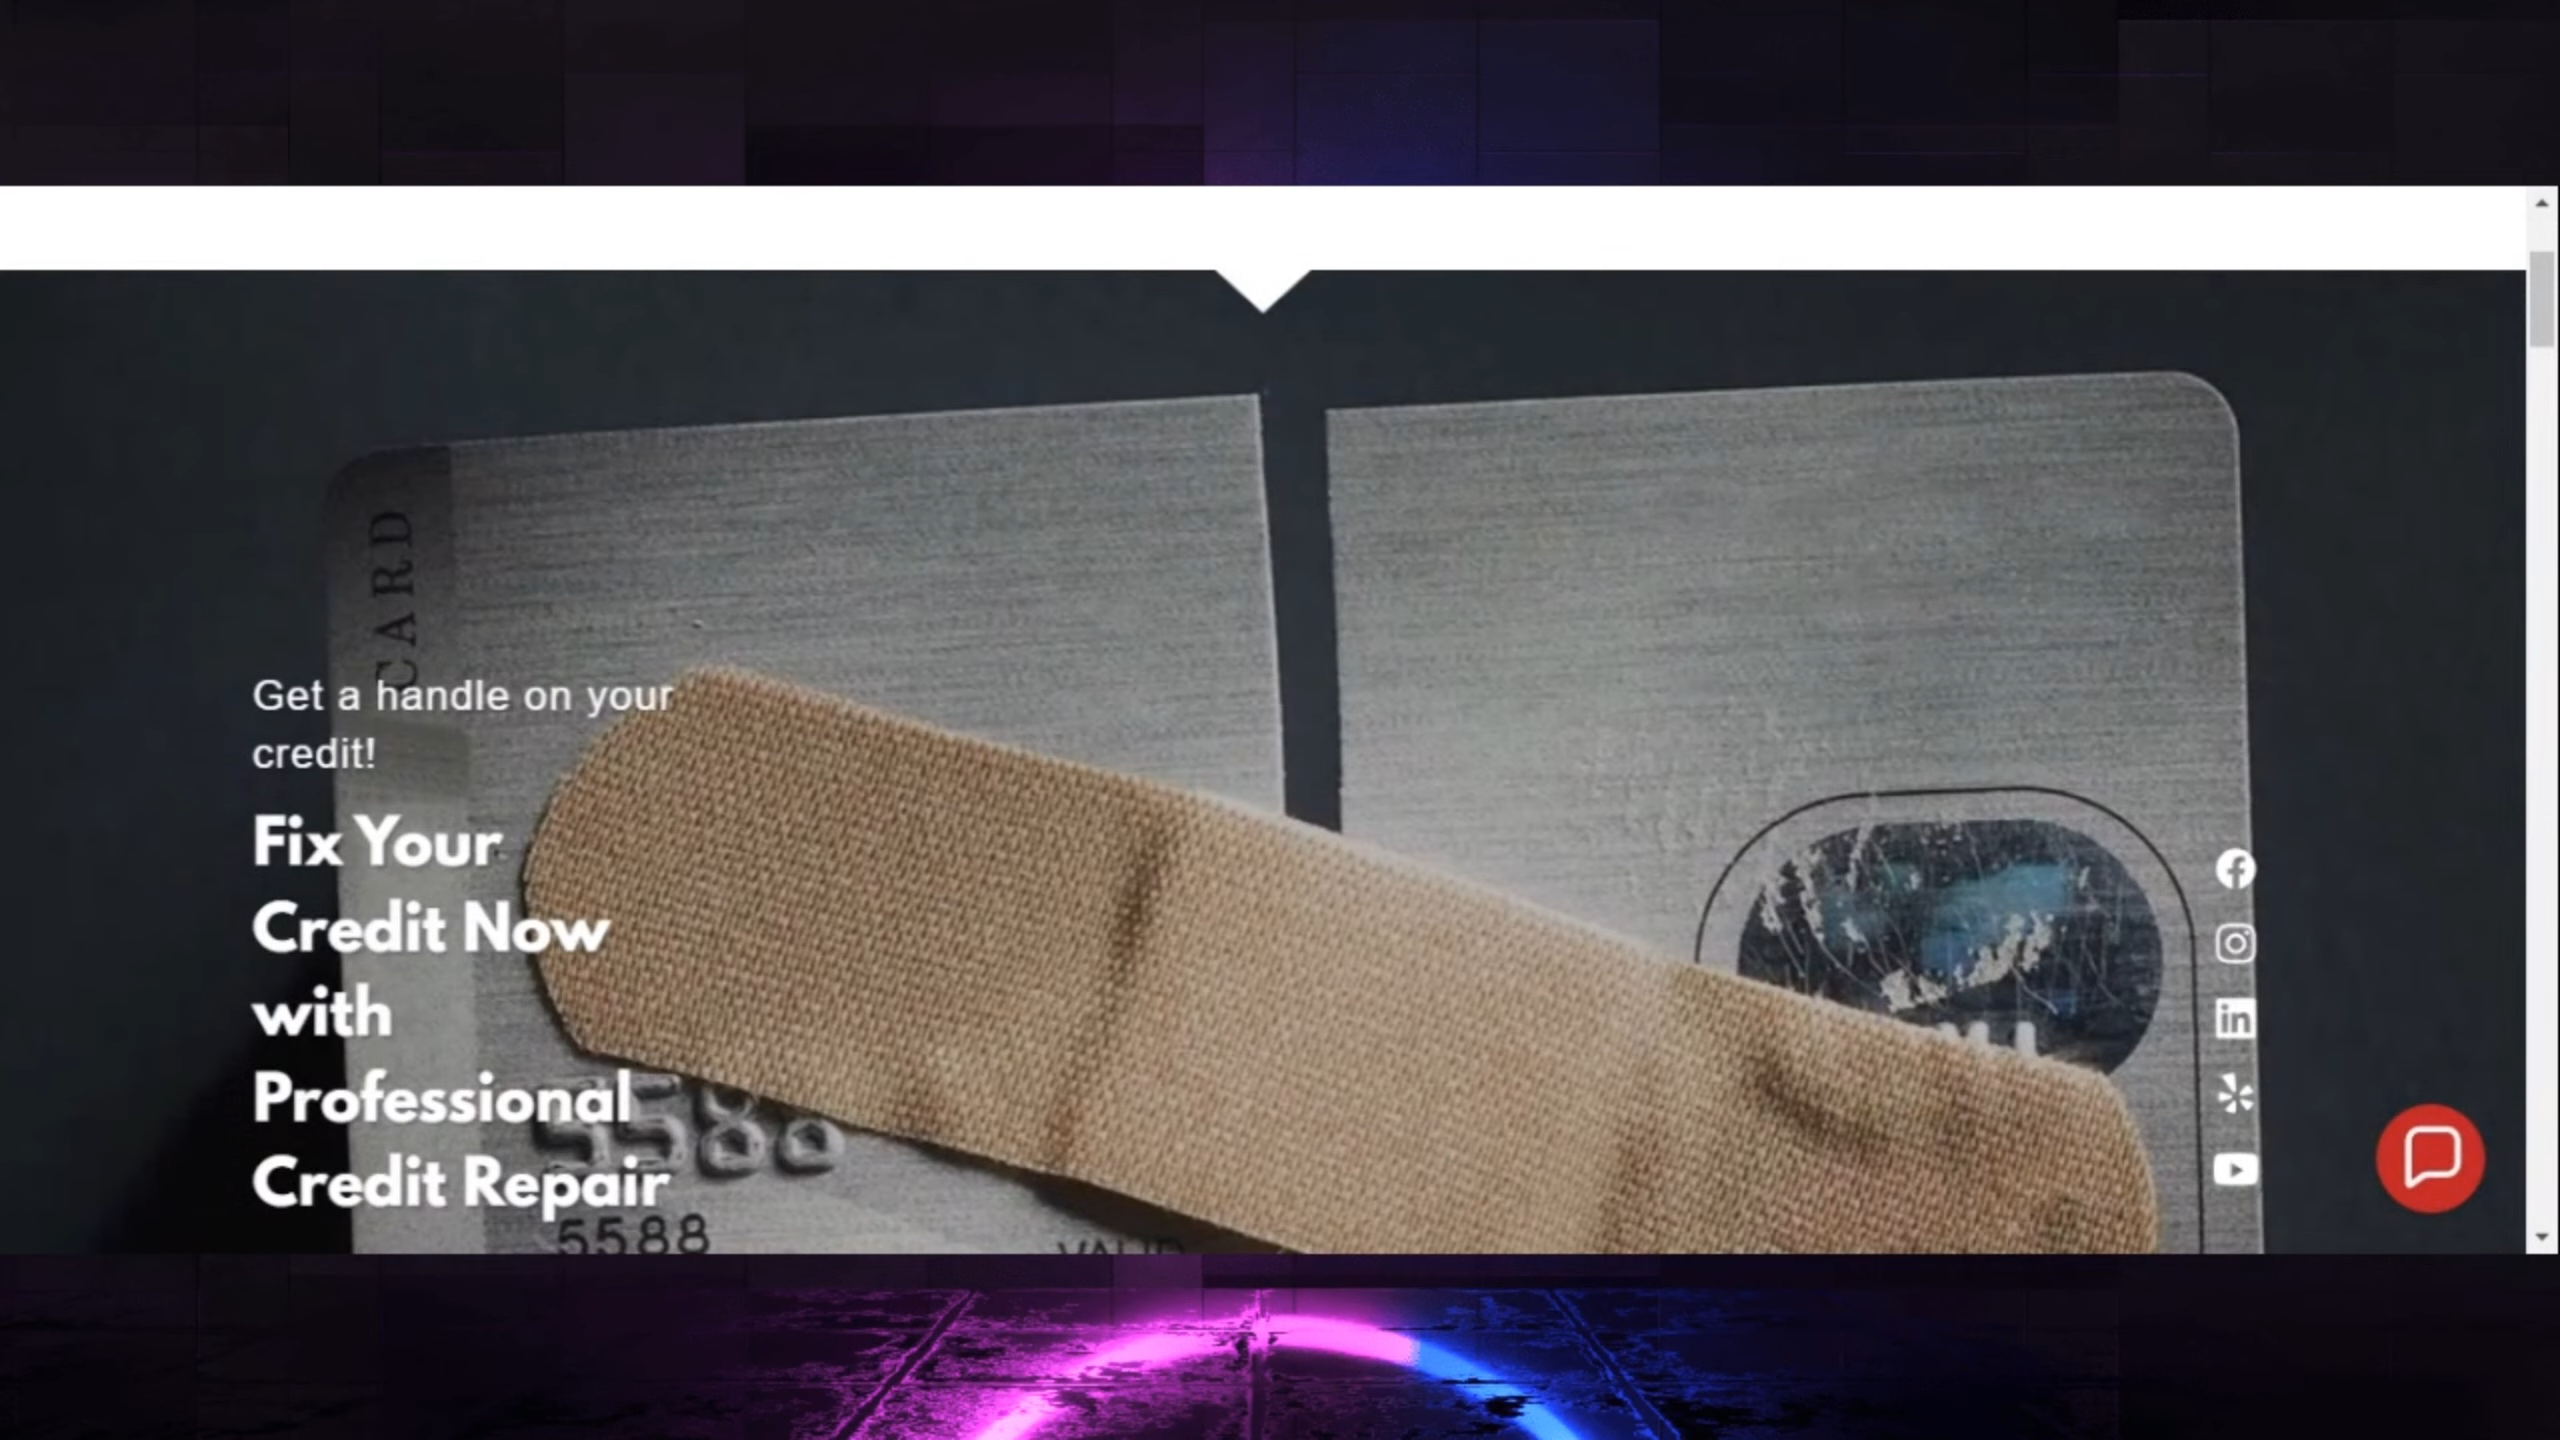 CARD
Get a handle on your
credit!
Fix Your
Credit Now
with
Professional
Credit Repair
5588
5588